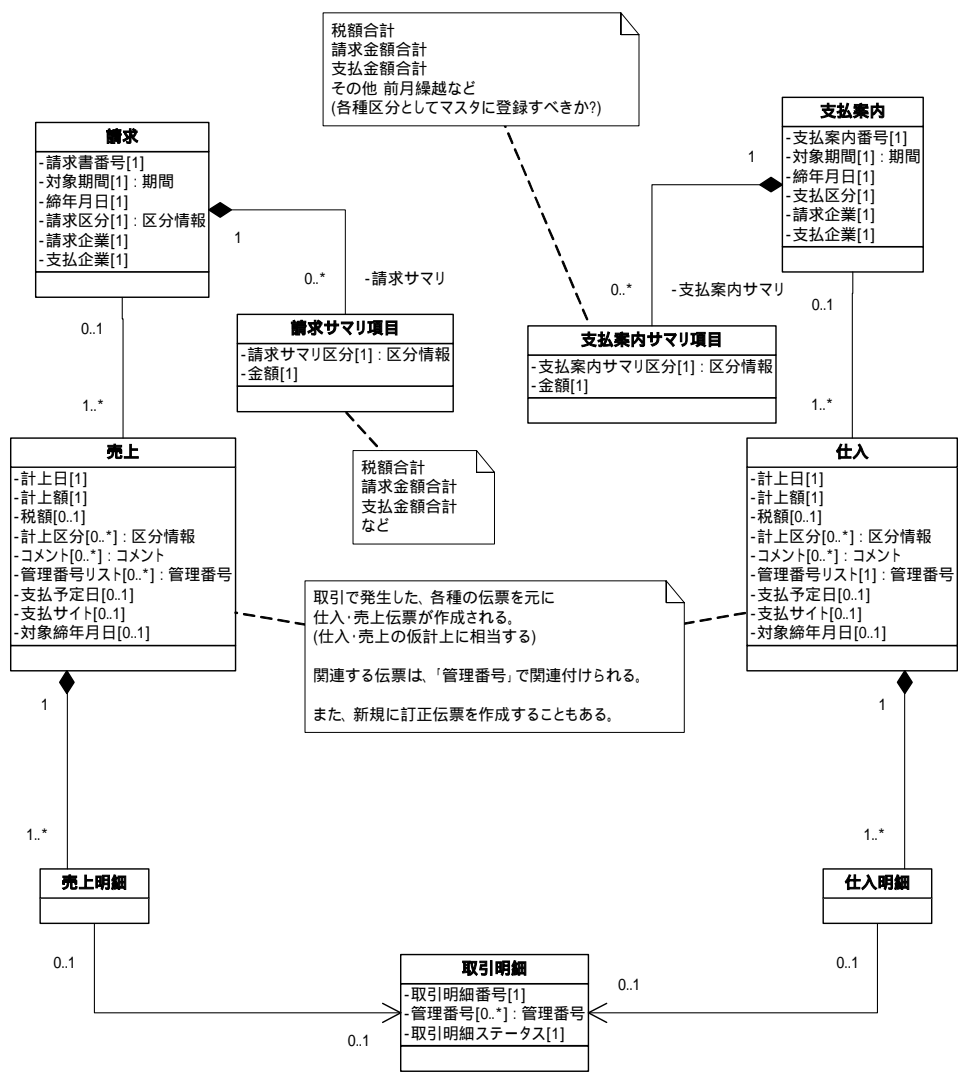 税額合計
請求金額合計
支払金額合計
その他 前月繰越など
(各種区分としてマスタに登録すべきか?)
請求
-請求書番号[1]
-対象期間[1] : 期間
-締年月日[1]
-請求区分[1] : 区分情報
-請求企業[1]
-支払企業[1]
支払案内
-支払案内番号[1]
-対象期間[1] : 期間
-締年月日[1]
-支払区分[1]
-請求企業[1]
-支払企業[1]
1
1
0..*
-請求サマリ
0..*
-支払案内サマリ
0..1
0..1
請求サマリ項目
-請求サマリ区分[1] : 区分情報
-金額[1]
支払案内サマリ項目
-支払案内サマリ区分[1] : 区分情報
-金額[1]
1..*
1..*
税額合計
請求金額合計
支払金額合計
など
売上
-計上日[1]
-計上額[1]
-税額[0..1]
-計上区分[0..*] : 区分情報
-コメント[0..*] : コメント
-管理番号リスト[0..*] : 管理番号
-支払予定日[0..1]
-支払サイト[0..1]
-対象締年月日[0..1]
仕入
-計上日[1]
-計上額[1]
-税額[0..1]
-計上区分[0..*] : 区分情報
-コメント[0..*] : コメント
-管理番号リスト[1] : 管理番号
-支払予定日[0..1]
-支払サイト[0..1]
-対象締年月日[0..1]
取引で発生した、各種の伝票を元に
仕入・売上伝票が作成される。
(仕入・売上の仮計上に相当する)
関連する伝票は、「管理番号」で関連付けられる。
また、新規に訂正伝票を作成することもある。
1
1
1..*
1..*
売上明細
仕入明細
0..1
0..1
取引明細
-取引明細番号[1]
-管理番号[0..*] : 管理番号
-取引明細ステータス[1]
0..1
0..1